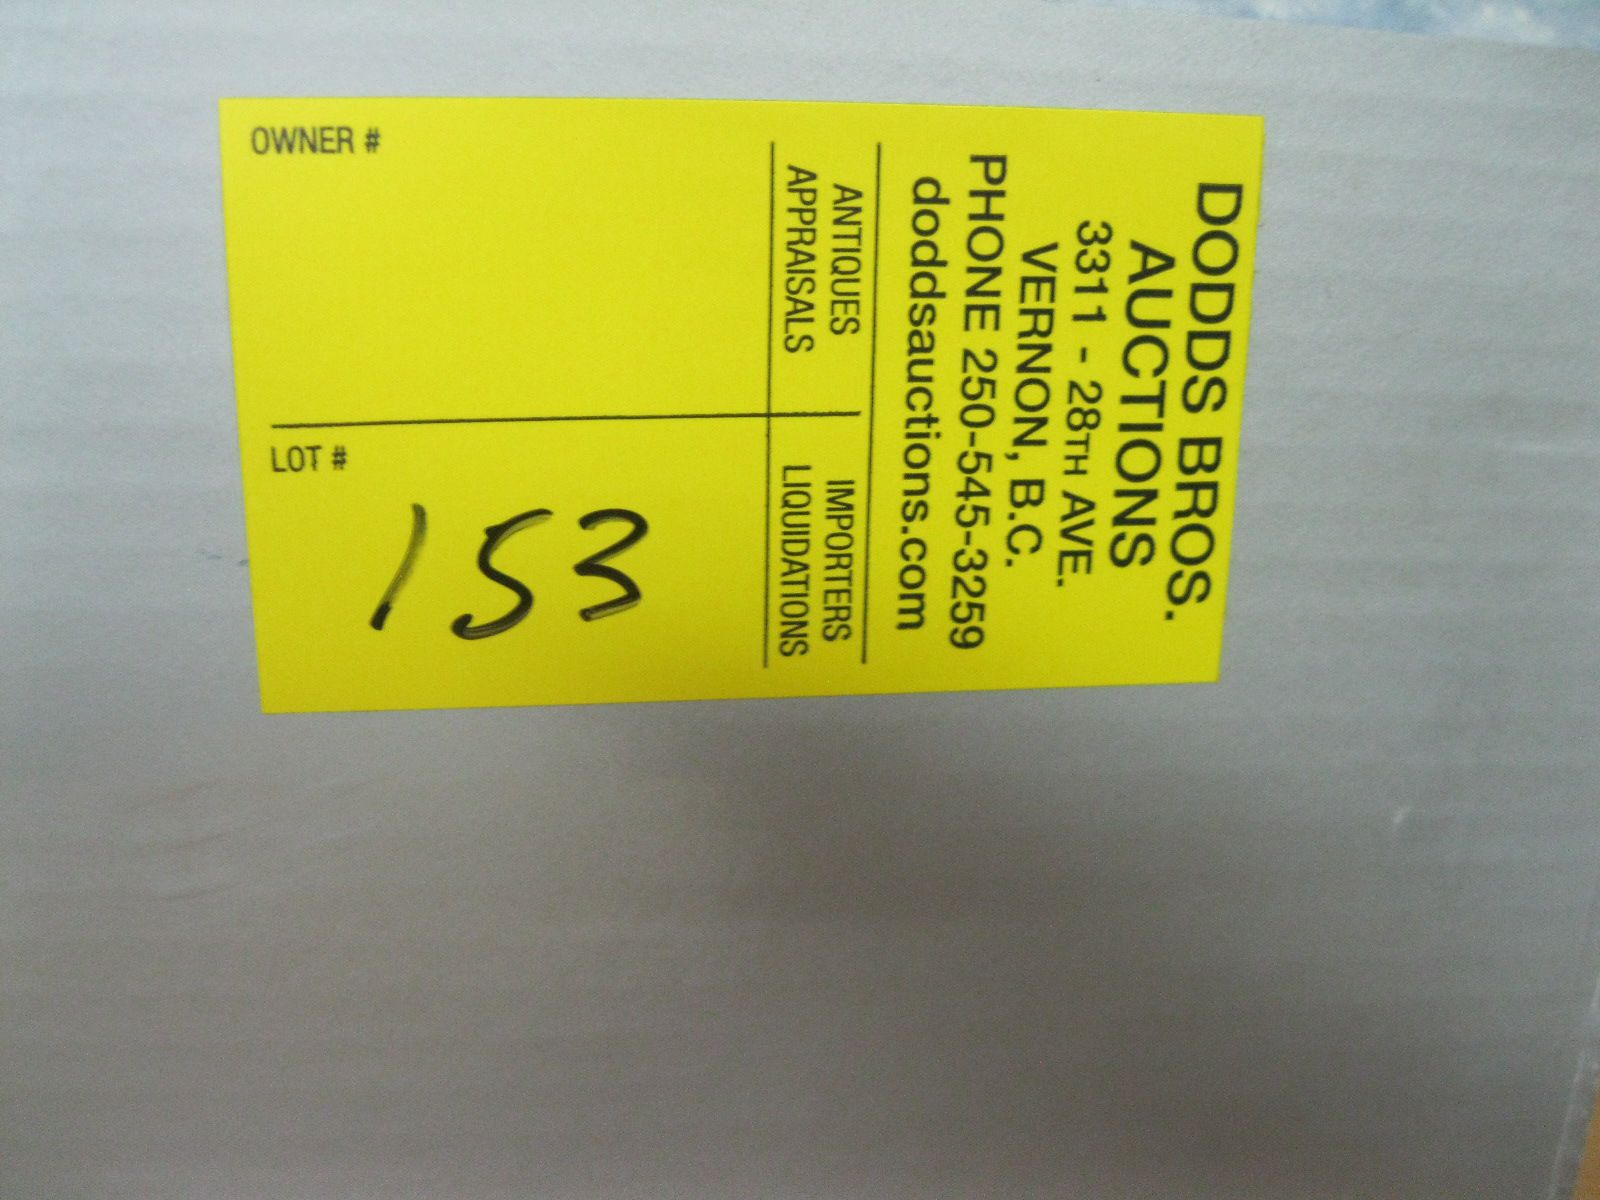 DODDS BROS.
AUCTIONS
3311 - 28TH AVE.
VERNON, B.C.
PHONE 250-545-3259
doddsauctions.com
ANTIQUES
APPRAISALS
IMPORTERS
LIQUIDATIONS
OWNER #
LOT #
153